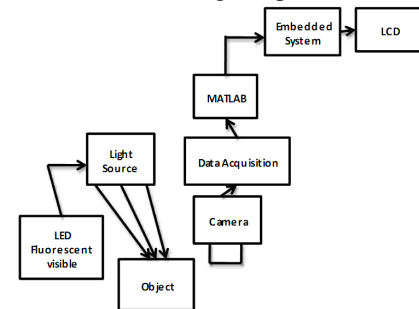 Embedded
System
LCD
MATLAB
Light
Source
Data Acquisition
LED
Fluorescent
visible
Camera
Object